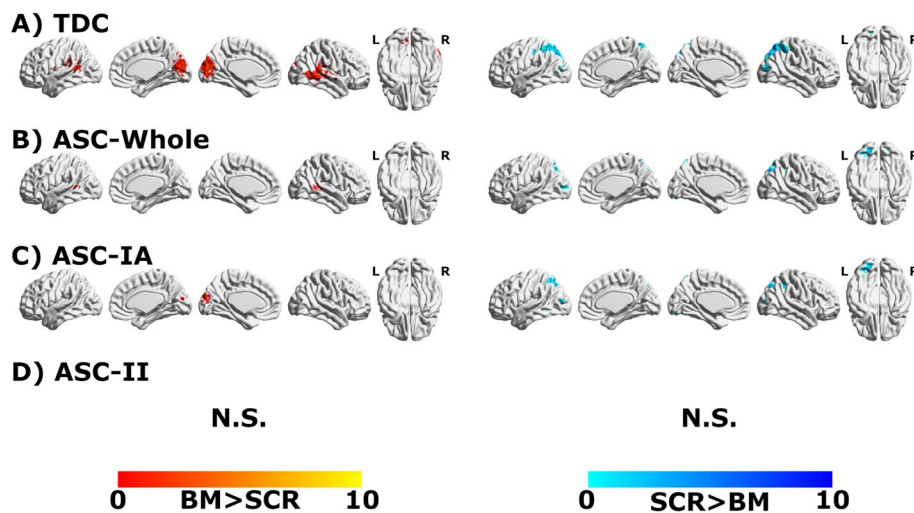 A) TDC
L R L R
B) ASC-Whole
L R L R
C) ASC-IA
L R L R
D) ASC-II
N.S. N.S.
0 BM>SCR 10 0 SCR>BM 10